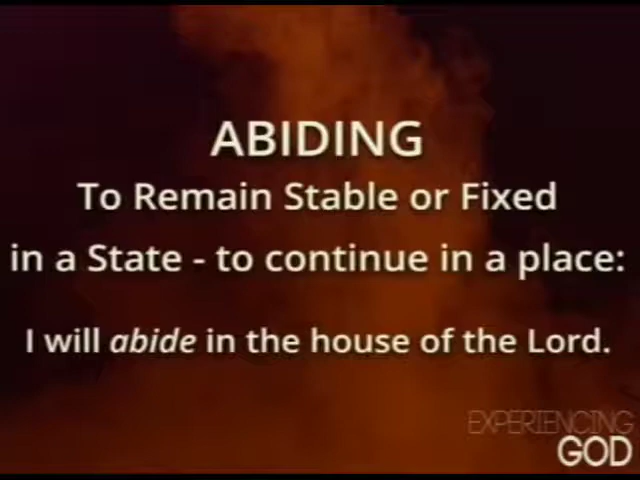 ABIDING
To Remain Stable or Fixed
in a State - to continue in a place:
I will abide in the house of the Lord.
EXPERIENCING
GOD